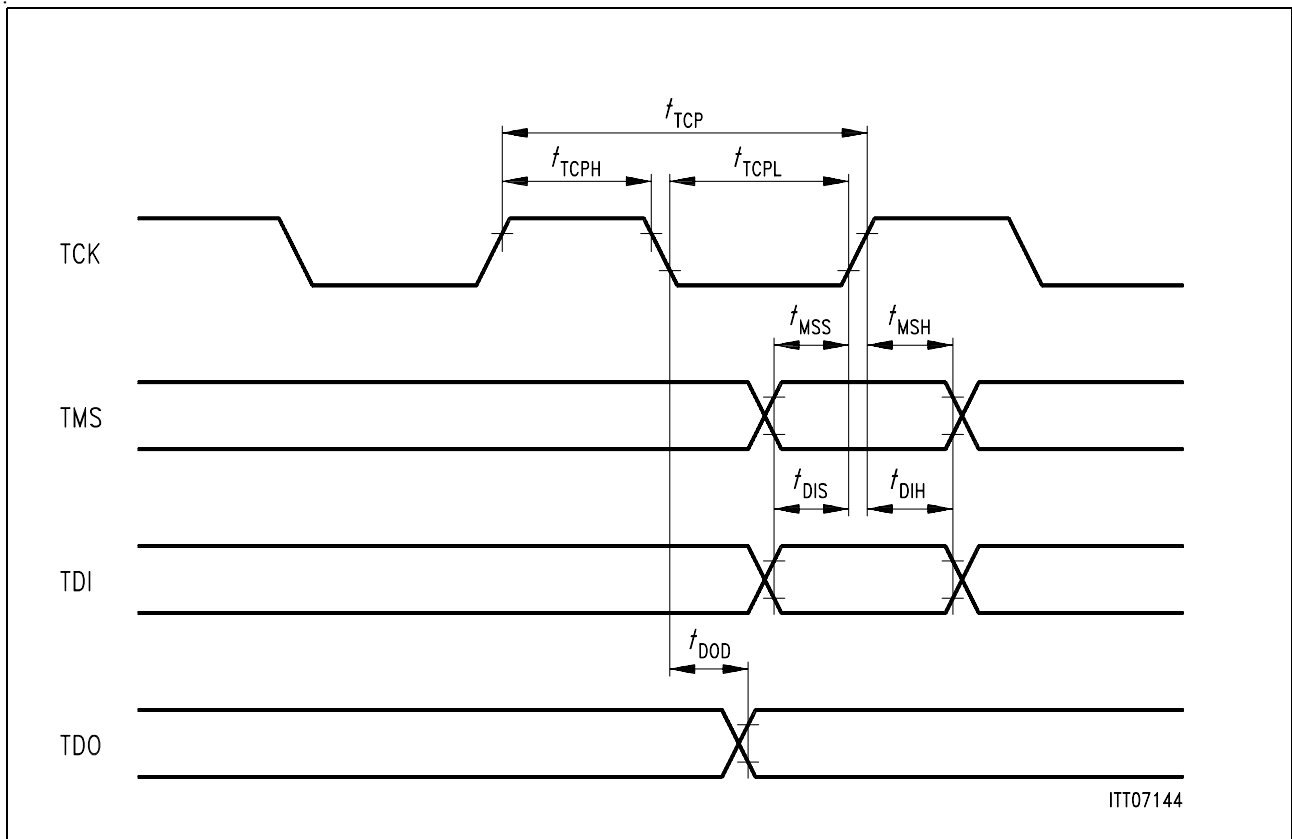 tTCP
tTCPH tTCPL
TCK
tMSS tMSH
TMS
tDIS tDIH
TDI
tDOD
TDO
ITT07144